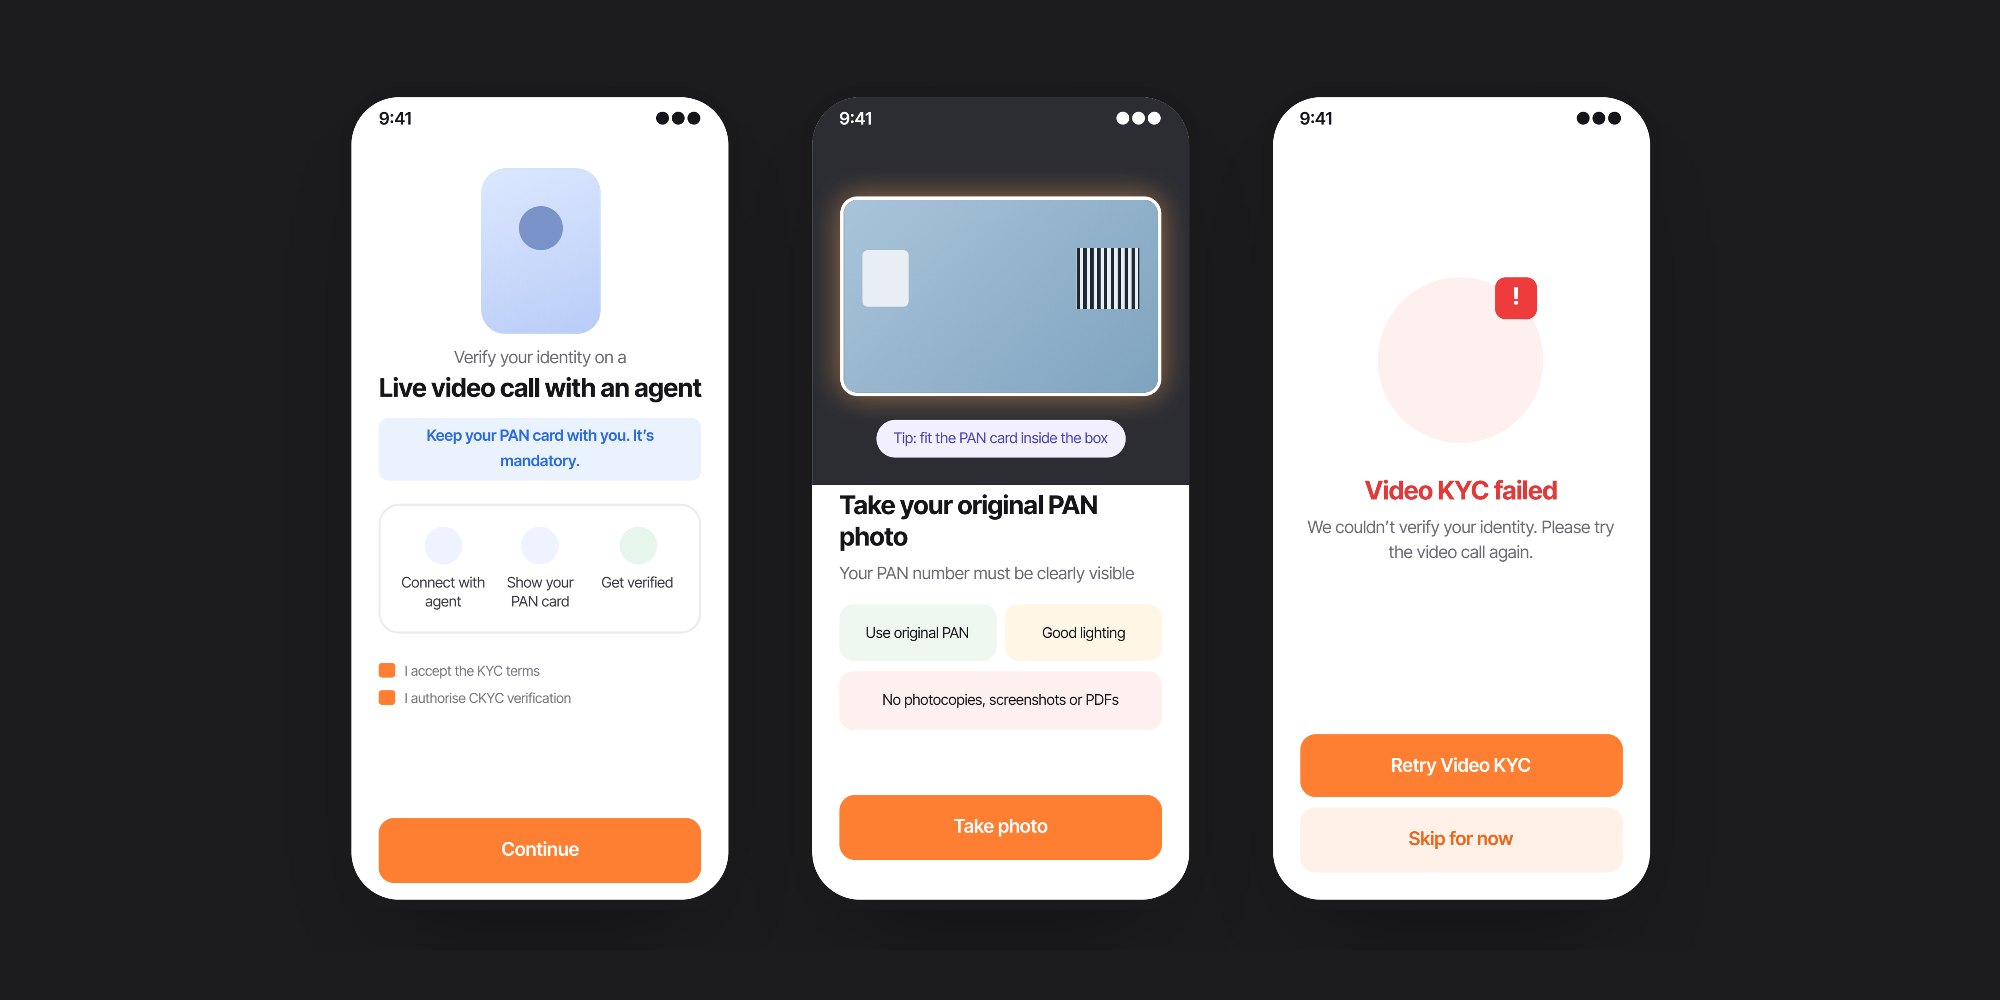 9:41
Verify your identity on a
Live video call with an agent
Keep your PAN card with you. It’s
mandatory.
Connect with
agent
Show your
PAN card
Get verified
I accept the KYC terms
I authorise CKYC verification
Continue
9:41
Tip: fit the PAN card inside the box
Take your original PAN
photo
Your PAN number must be clearly visible
Use original PAN
Good lighting
No photocopies, screenshots or PDFs
Take photo
9:41
!
Video KYC failed
We couldn’t verify your identity. Please try
the video call again.
Retry Video KYC
Skip for now